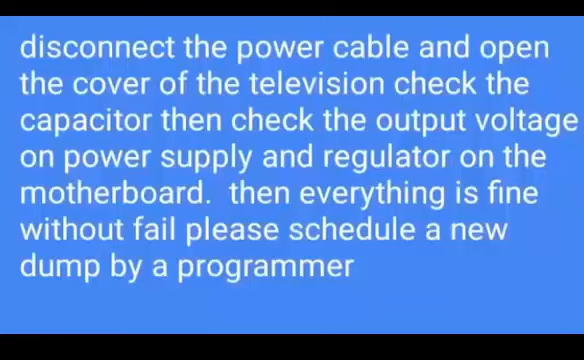 disconnect the power cable and open
the cover of the television check the
capacitor then check the output voltage
on power supply and regulator on the
motherboard.  then everything is fine
without fail please schedule a new
dump by a programmer